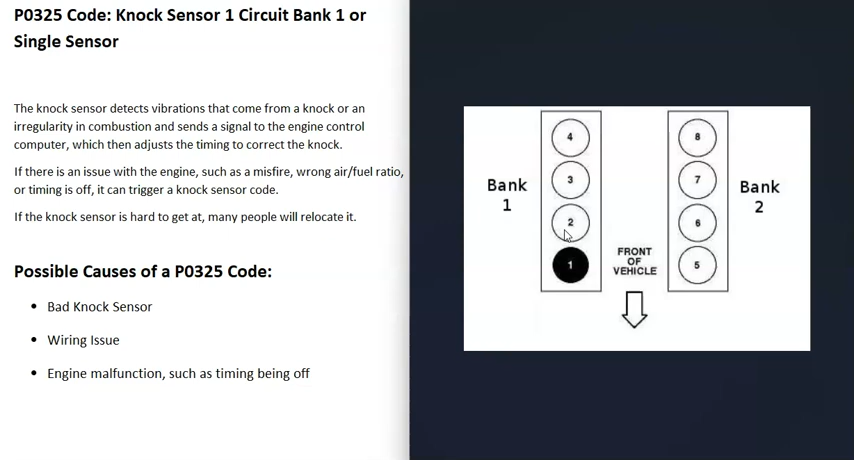 P0325 Code: Knock Sensor 1 Circuit Bank 1 or
Single Sensor
The knock sensor detects vibrations that come from a knock or an
irregularity in combustion and sends a signal to the engine control
computer, which then adjusts the timing to correct the knock.
If there is an issue with the engine, such as a misfire, wrong air/fuel ratio,
or timing is off, it can trigger a knock sensor code.
If the knock sensor is hard to get at, many people will relocate it.
Possible Causes of a P0325 Code:
• Bad Knock Sensor
• Wiring Issue
• Engine malfunction, such as timing being off
Bank
1
4
3
2
1
FRONT
OF
VEHICLE
8
7
6
5
Bank
2